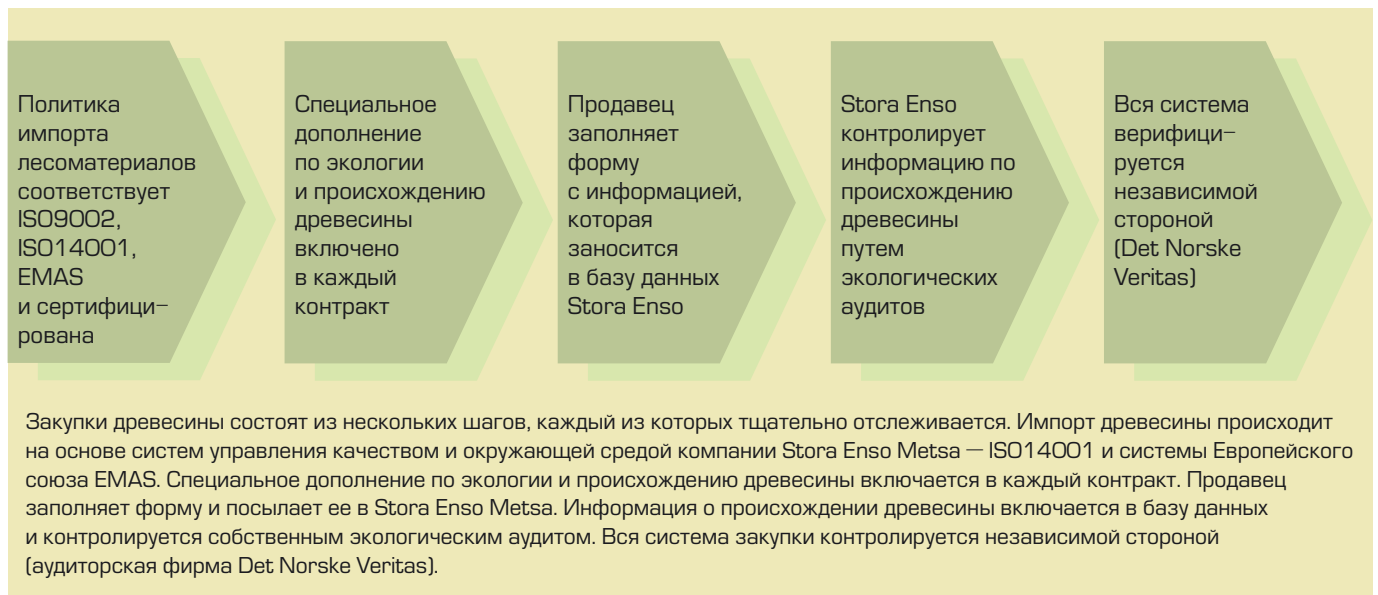 Политика
импорта
лесоматериалов
соответствует
ISO9002,
ISO14001,
EMAS
и сертифици–
рована
Специальное
дополнение
по экологии
и происхождению
древесины
включено
в каждый
контракт
Продавец
заполняет
форму
с информацией,
которая
заносится
в базу данных
Stora Enso
Stora Enso
контролирует
информацию по
происхождению
древесины
путем
экологических
аудитов
Вся система
верифици–
руется
независимой
стороной
(Det Norske
Veritas)
Закупки древесины состоят из нескольких шагов, каждый из которых тщательно отслеживается. Импорт древесины происходит
на основе систем управления качеством и окружающей средой компании Stora Enso Metsa — ISO14001 и системы Европейского
союза EMAS. Специальное дополнение по экологии и происхождению древесины включается в каждый контракт. Продавец
заполняет форму и посылает ее в Stora Enso Metsa. Информация о происхождении древесины включается в базу данных
и контролируется собственным экологическим аудитом. Вся система закупки контролируется независимой стороной
(аудиторская фирма Det Norske Veritas).